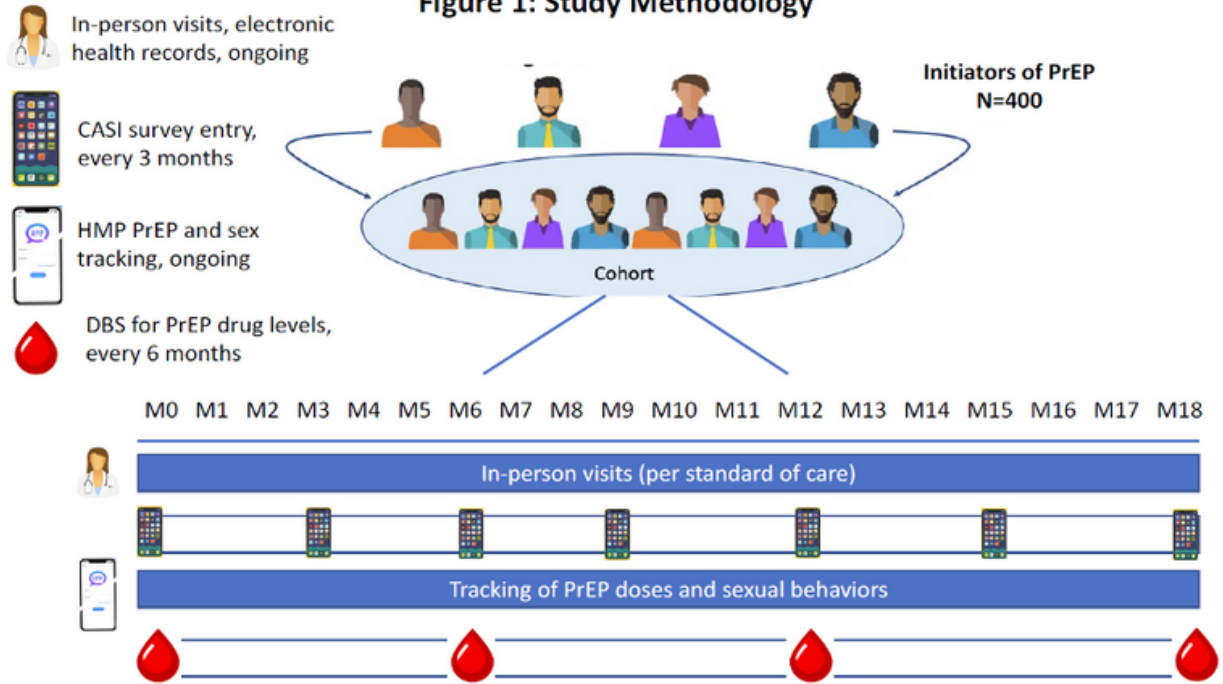 Figure 1: Study Methodology
In-person visits, electronic
health records, ongoing
CASI survey entry,
every 3 months
HMP PrEP and sex
tracking, ongoing
DBS for PrEP drug levels,
every 6 months
Initiators of PrEP
N=400
Cohort
M0 M1 M2 M3 M4 M5 M6 M7 M8 M9 M10 M11 M12 M13 M14 M15 M16 M17 M18
In-person visits (per standard of care)
Tracking of PrEP doses and sexual behaviors